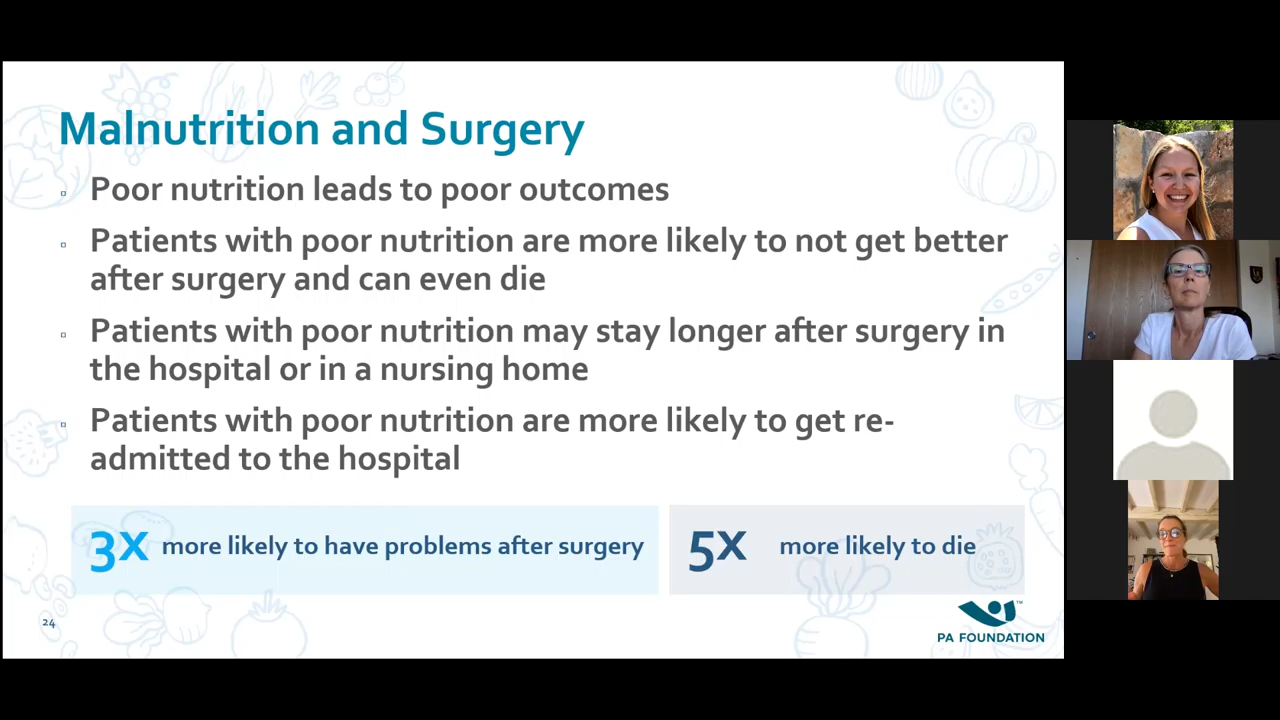 Malnutrition and Surgery
Poor nutrition leads to poor outcomes
Patients with poor nutrition are more likely to not get better
after surgery and can even die
Patients with poor nutrition may stay longer after surgery in
the hospital or in a nursing home
Patients with poor nutrition are more likely to get re-
admitted to the hospital
3x more likely to have problems after surgery
5x more likely to die
24
PA FOUNDATION™